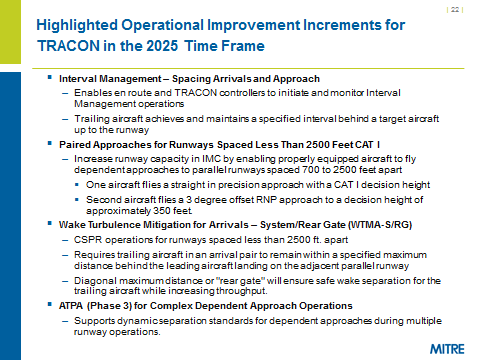 | 22 |
Highlighted Operational Improvement Increments for
TRACON in the 2025 Time Frame
▪ Interval Management – Spacing Arrivals and Approach
– Enables en route and TRACON controllers to initiate and monitor Interval
Management operations
– Trailing aircraft achieves and maintains a specified interval behind a target aircraft
up to the runway
▪ Paired Approaches for Runways Spaced Less Than 2500 Feet CAT I
– Increase runway capacity in IMC by enabling properly equipped aircraft to fly
dependent approaches to parallel runways spaced 700 to 2500 feet apart
▪ One aircraft flies a straight in precision approach with a CAT I decision height
▪ Second aircraft flies a 3 degree offset RNP approach to a decision height of
approximately 350 feet.
▪ Wake Turbulence Mitigation for Arrivals – System/Rear Gate (WTMA-S/RG)
– CSPR operations for runways spaced less than 2500 ft. apart
– Requires trailing aircraft in an arrival pair to remain within a specified maximum
distance behind the leading aircraft landing on the adjacent parallel runway
– Diagonal maximum distance or "rear gate" will ensure safe wake separation for the
trailing aircraft while increasing throughput.
▪ ATPA (Phase 3) for Complex Dependent Approach Operations
– Supports dynamic separation standards for dependent approaches during multiple
runway operations.
MITRE